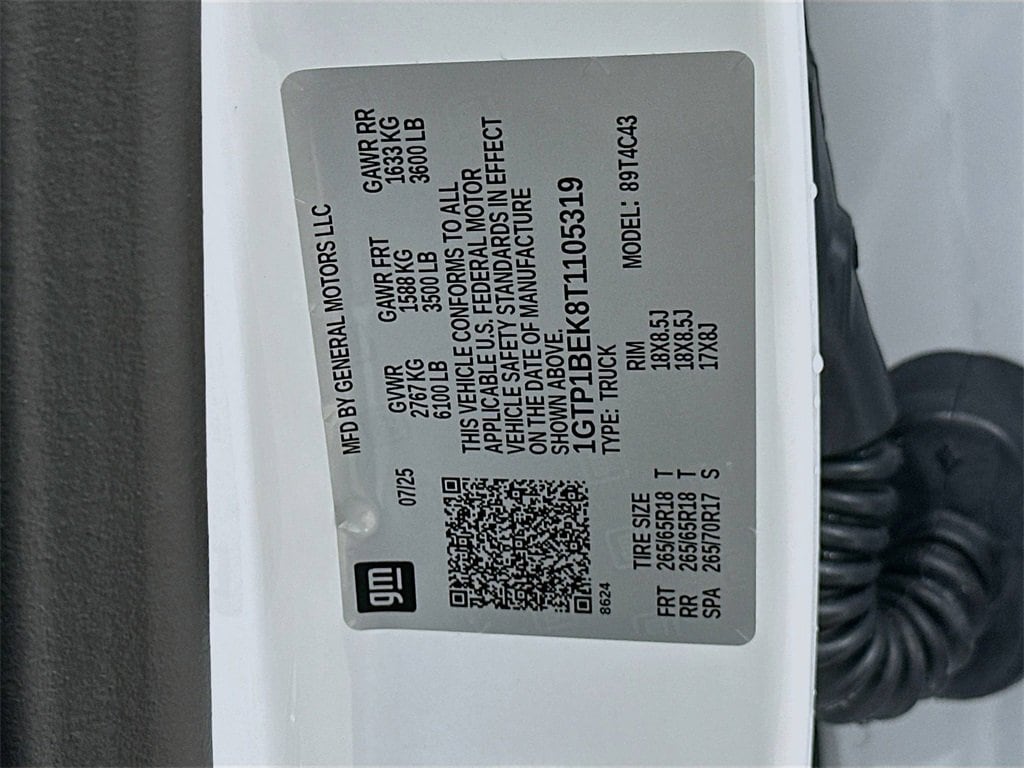 gm
MFD BY GENERAL MOTORS LLC
07/25
GVWR GAWR FRT GAWR RR
2767 KG 1588 KG 1633 KG
6100 LB 3500 LB 3600 LB
THIS VEHICLE CONFORMS TO ALL
APPLICABLE U.S. FEDERAL MOTOR
VEHICLE SAFETY STANDARDS IN EFFECT
ON THE DATE OF MANUFACTURE
SHOWN ABOVE.
1GTP1BEK8T1105319
8624
TYPE: TRUCK MODEL: 89T4C43
TIRE SIZE RIM
FRT 265/65R18 T 18X8.5J
RR 265/65R18 T 18X8.5J
SPA 265/70R17 S 17X8J